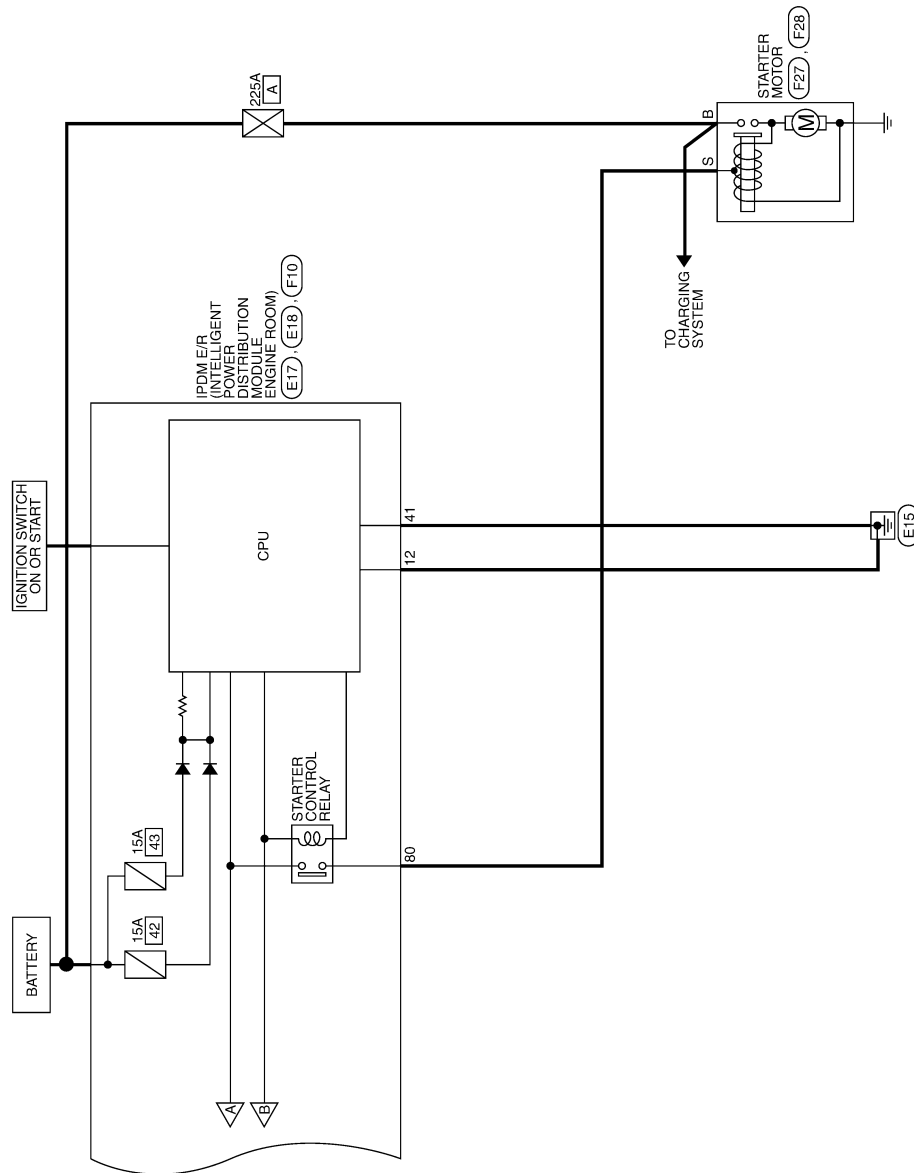 BATTERY
IGNITION SWITCH
ON OR START
225A
A
15A
42
15A
43
CPU
IPDM E/R
(INTELLIGENT
POWER
DISTRIBUTION
MODULE
ENGINE ROOM)
E17 , E18 , F10
STARTER
CONTROL
RELAY
A
B
80
12
41
TO
CHARGING
SYSTEM
S
B
STARTER
MOTOR
F27 , F28
M
E15